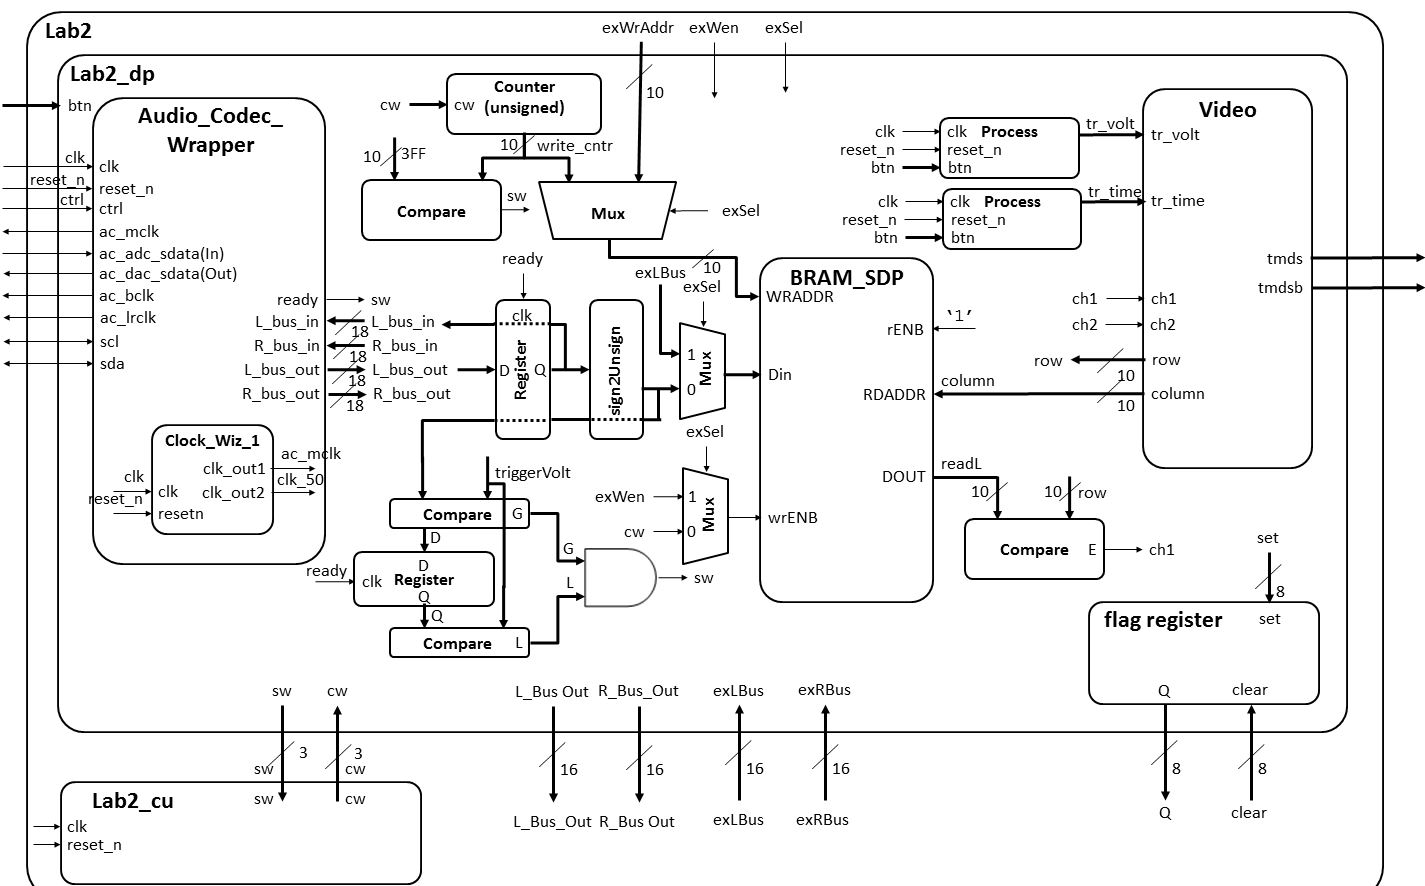 Lab2
exWrAddr
exWen
exSel
Lab2_dp
btn
Audio_Codec_
Wrapper
clk
clk
reset_n
reset_n
ctrl
ctrl
ac_mclk
ac_adc_sdata(In)
ac_dac_sdata(Out)
ac_bclk
ac_lrclk
scl
sda
ready
sw
L_bus_in
18
L_bus_in
R_bus_in
18
R_bus_in
L_bus_out
18
L_bus_out
R_bus_out
18
R_bus_out
Clock_Wiz_1
clk_out1
ac_mclk
clk_out2
clk_50
clk
clk
reset_n
resetn
cw
cw
Counter
(unsigned)
10
10
write_cntr
10
3FF
Compare
sw
Mux
exSel
10
ready
clk
D
Register
Q
sign2Unsign
exLBus
exSel
1
0
Mux
exSel
exWen
1
cw
0
Mux
triggerVolt
Compare
G
D
ready
D
clk
Register
Q
Q
Compare
L
G
L
sw
BRAM_SDP
WRADDR
rENB
'1'
Din
RDADDR
column
DOUT
readL
wrENB
clk
clk
Process
reset_n
reset_n
btn
btn
tr_volt
clk
clk
Process
reset_n
reset_n
btn
btn
tr_time
Video
tr_volt
tr_time
tmds
tmdsb
ch1
ch1
ch2
ch2
row
10
row
10
column
10
10
row
Compare
E
ch1
set
8
flag register
set
Q
clear
8
8
Q
clear
sw
cw
3
3
sw
cw
sw
cw
Lab2_cu
clk
reset_n
L_Bus Out
R_Bus_Out
exLBus
exRBus
16
16
16
16
L_Bus_Out
R_Bus Out
exLBus
exRBus